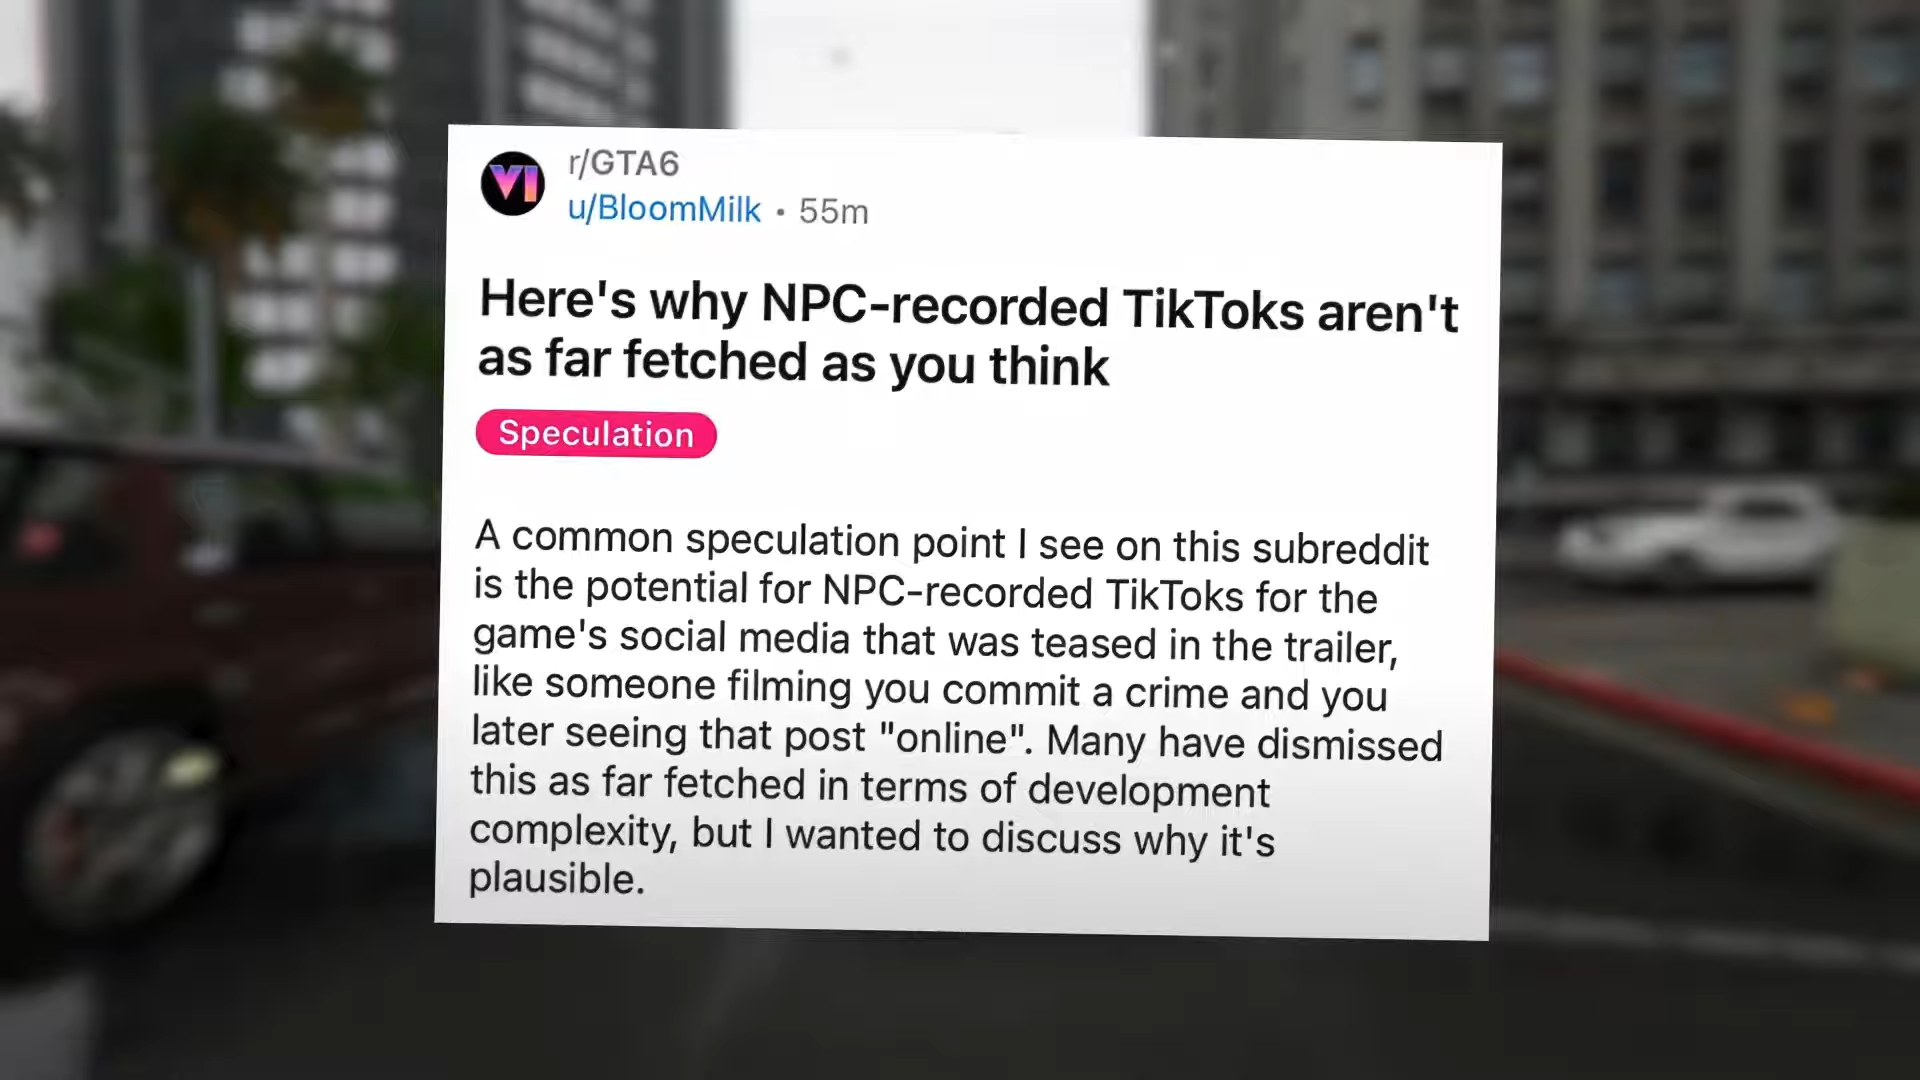 VI
r/GTA6
u/BloomMilk • 55m
Here's why NPC-recorded TikToks aren't
as far fetched as you think
Speculation
A common speculation point I see on this subreddit
is the potential for NPC-recorded TikToks for the
game's social media that was teased in the trailer,
like someone filming you commit a crime and you
later seeing that post "online". Many have dismissed
this as far fetched in terms of development
complexity, but I wanted to discuss why it's
plausible.